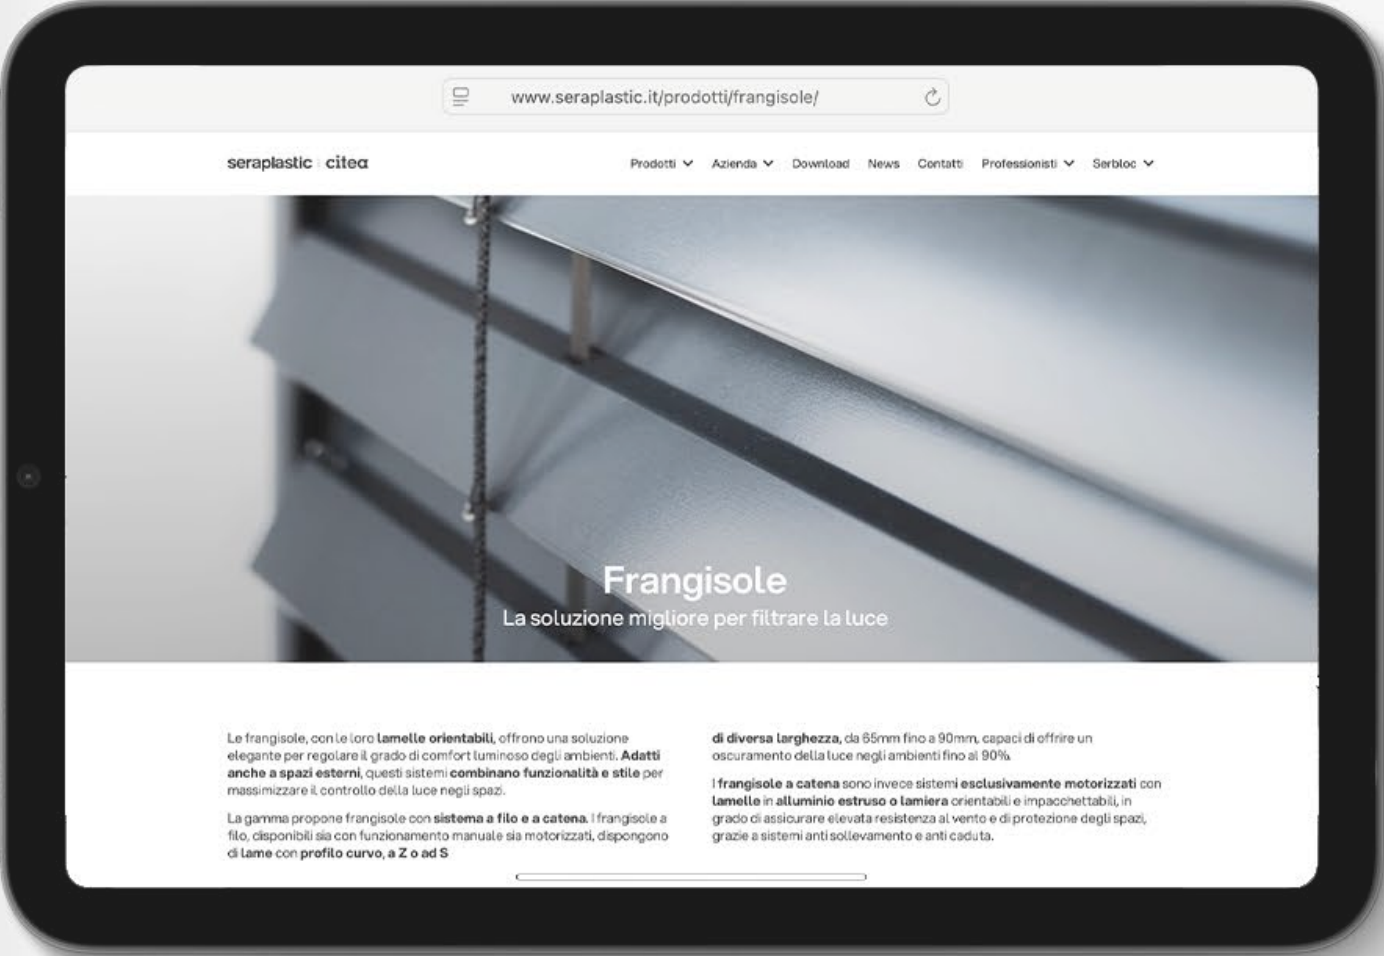 www.seraplastic.it/prodotti/frangisole/
seraplastic citea
Prodotti Azienda Download News Contatti Professionisti Serbloc
Frangisole
La soluzione migliore per filtrare la luce
Le frangisole, con le loro lamelle orientabili, offrono una soluzione
elegante per regolare il grado di comfort luminoso degli ambienti. Adatti
anche a spazi esterni, questi sistemi combinano funzionalità e stile per
massimizzare il controllo della luce negli spazi.
La gamma propone frangisole con sistema a filo e a catena. I frangisole a
filo, disponibili sia con funzionamento manuale sia motorizzati, dispongono
di lame con profilo curvo, a Z o ad S
di diversa larghezza, da 65mm fino a 90mm, capaci di offrire un
oscuramento della luce negli ambienti fino al 90%.
I frangisole a catena sono invece sistemi esclusivamente motorizzati con
lamelle in alluminio estruso o lamiera orientabili e impacchettabili, in
grado di assicurare elevata resistenza al vento e di protezione degli spazi,
grazie a sistemi anti sollevamento e anti caduta.